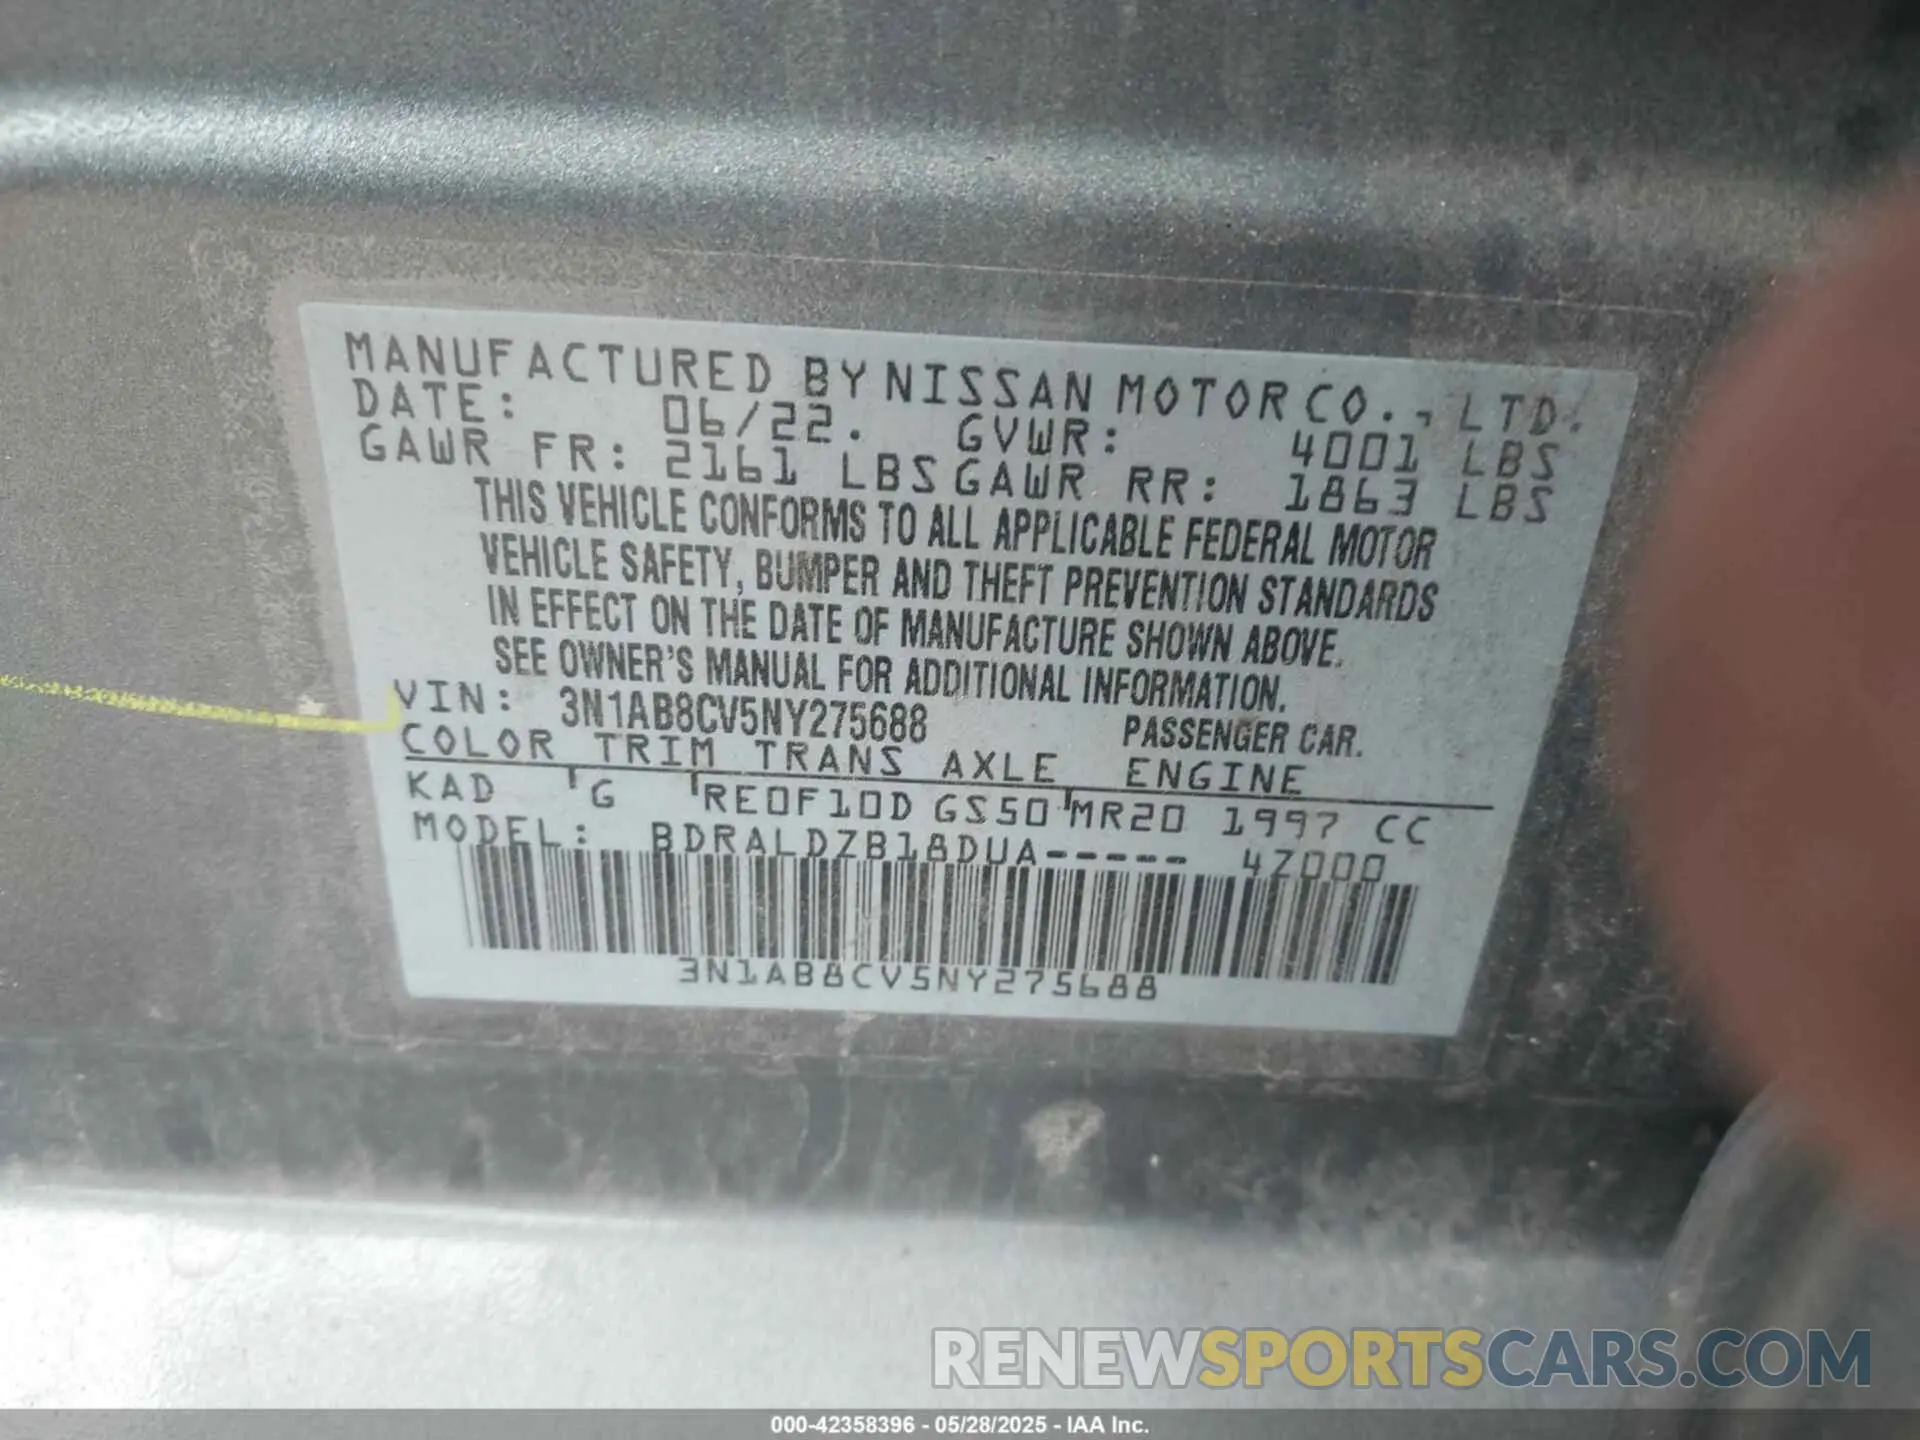 MANUFACTURED BY NISSAN MOTOR CO., LTD.
DATE: 06/22. GVWR: 4001 LBS
GAWR FR: 2161 LBS GAWR RR: 1863 LBS
THIS VEHICLE CONFORMS TO ALL APPLICABLE FEDERAL MOTOR
VEHICLE SAFETY, BUMPER AND THEFT PREVENTION STANDARDS
IN EFFECT ON THE DATE OF MANUFACTURE SHOWN ABOVE.
SEE OWNER'S MANUAL FOR ADDITIONAL INFORMATION.
VIN: 3N1AB8CV5NY275688 PASSENGER CAR.
COLOR TRIM TRANS AXLE ENGINE
KAD G RE0F10D GS50 MR20 1997 CC
MODEL: BDRALDZB18DUA----- 4Z000
3N1AB8CV5NY275688
RENEWSPORTSCARS.COM
000-42358396 - 05/28/2025 - IAA Inc.